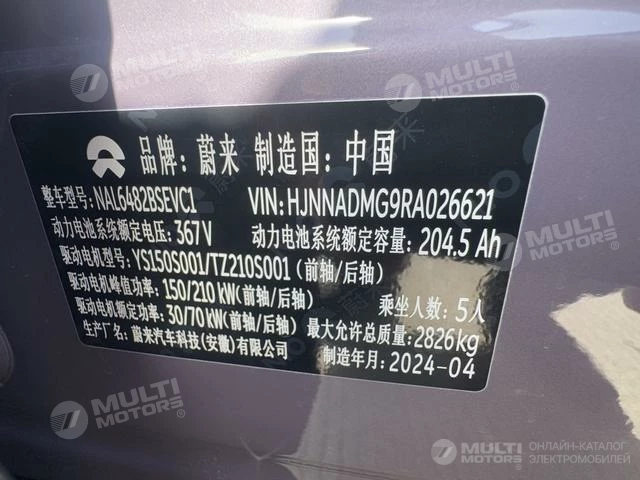 品牌: 蔚来 制造国: 中国
整车型号: NAL6482BSEVC1 VIN: HJNNADMG9RA026621
动力电池系统额定电压: 367V 动力电池系统额定容量: 204.5 Ah
驱动电机型号: YS150S001/TZ210S001 (前轴/后轴)
驱动电机峰值功率: 150/210 kW(前轴/后轴)
乘坐人数: 5人
驱动电机额定功率: 30/70 kW(前轴/后轴)
最大允许总质量: 2826kg
生产厂名: 蔚来汽车科技(安徽)有限公司
制造年月: 2024-04
MULTI MOTORS
MULTI MOTORS
MULTI MOTORS
MULTI MOTORS
MULTI MOTORS
ОНЛАЙН-КАТАЛОГ
ЭЛЕКТРОМОБИЛЕЙ